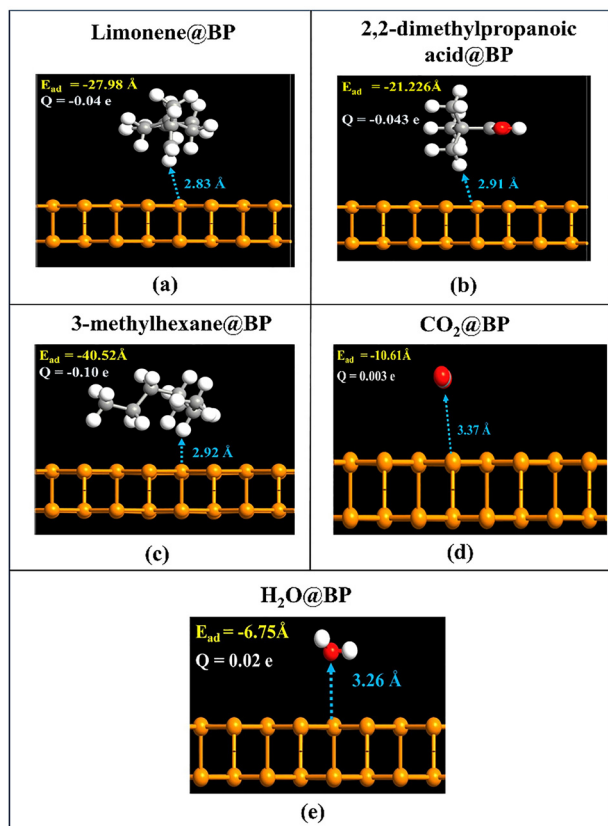 Limonene@BP
E_ad = -27.98 Å
Q = -0.04 e
2.83 Å
(a)
2,2-dimethylpropanoic
acid@BP
E_ad = -21.226 Å
Q = -0.043 e
2.91 Å
(b)
3-methylhexane@BP
E_ad = -40.52Å
Q = -0.10 e
2.92 Å
(c)
CO₂@BP
E_ad = -10.61Å
Q = 0.003 e
3.37 Å
(d)
H₂O@BP
E_ad = -6.75Å
Q = 0.02 e
3.26 Å
(e)